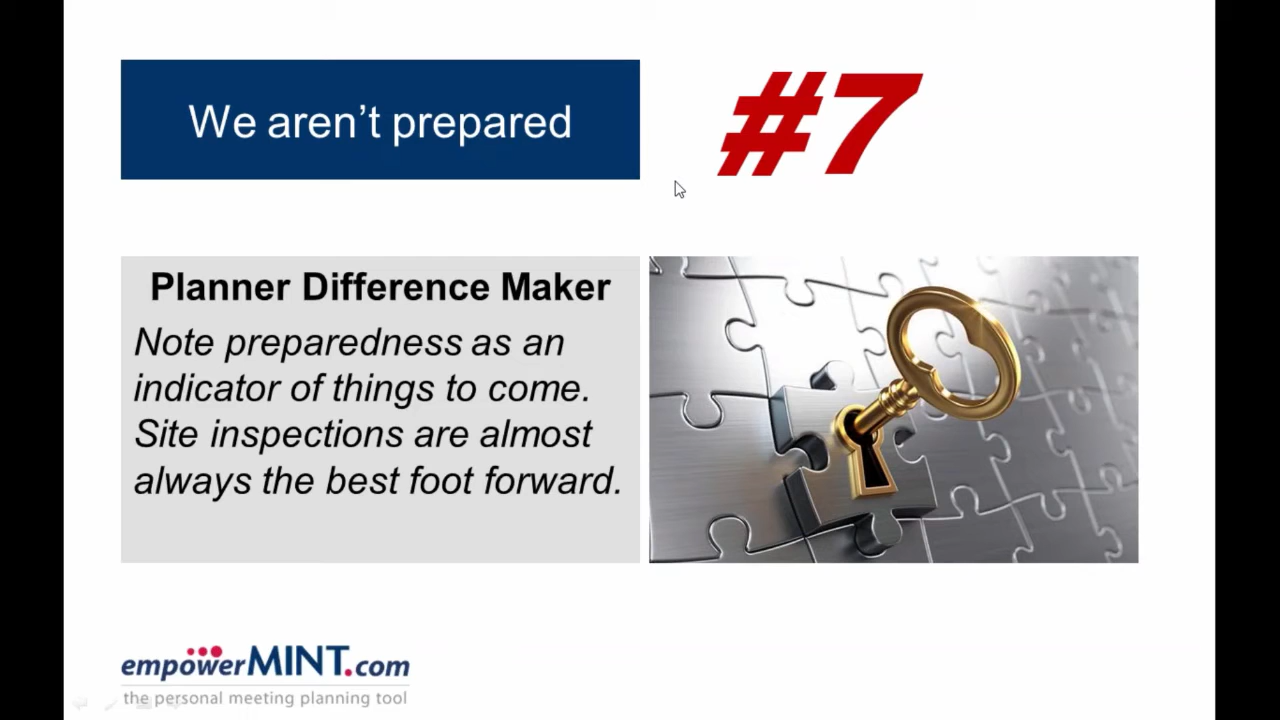 We aren’t prepared
#7
Planner Difference Maker
Note preparedness as an
indicator of things to come.
Site inspections are almost
always the best foot forward.
empowerMINT.com
the personal meeting planning tool